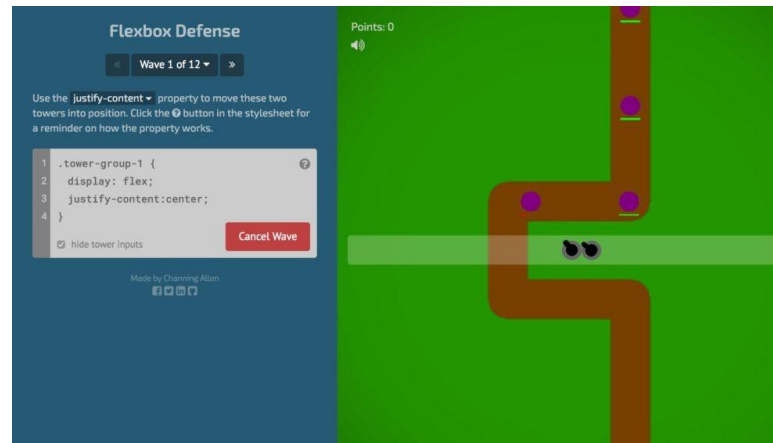 Flexbox Defense
« Wave 1 of 12 »
Use the justify-content property to move these two
towers into position. Click the ? button in the stylesheet for
a reminder on how the property works.
1 .tower-group-1 {
2 display: flex;
3 justify-content:center;
4 }
hide tower inputs
Cancel Wave
Made by Channing Allen
Points: 0